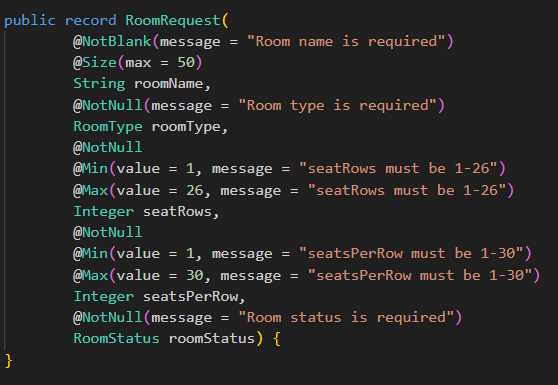 public record RoomRequest(
        @NotBlank(message = "Room name is required")
        @Size(max = 50)
        String roomName,
        @NotNull(message = "Room type is required")
        RoomType roomType,
        @NotNull
        @Min(value = 1, message = "seatRows must be 1-26")
        @Max(value = 26, message = "seatRows must be 1-26")
        Integer seatRows,
        @NotNull
        @Min(value = 1, message = "seatsPerRow must be 1-30")
        @Max(value = 30, message = "seatsPerRow must be 1-30")
        Integer seatsPerRow,
        @NotNull(message = "Room status is required")
        RoomStatus roomStatus) {
}